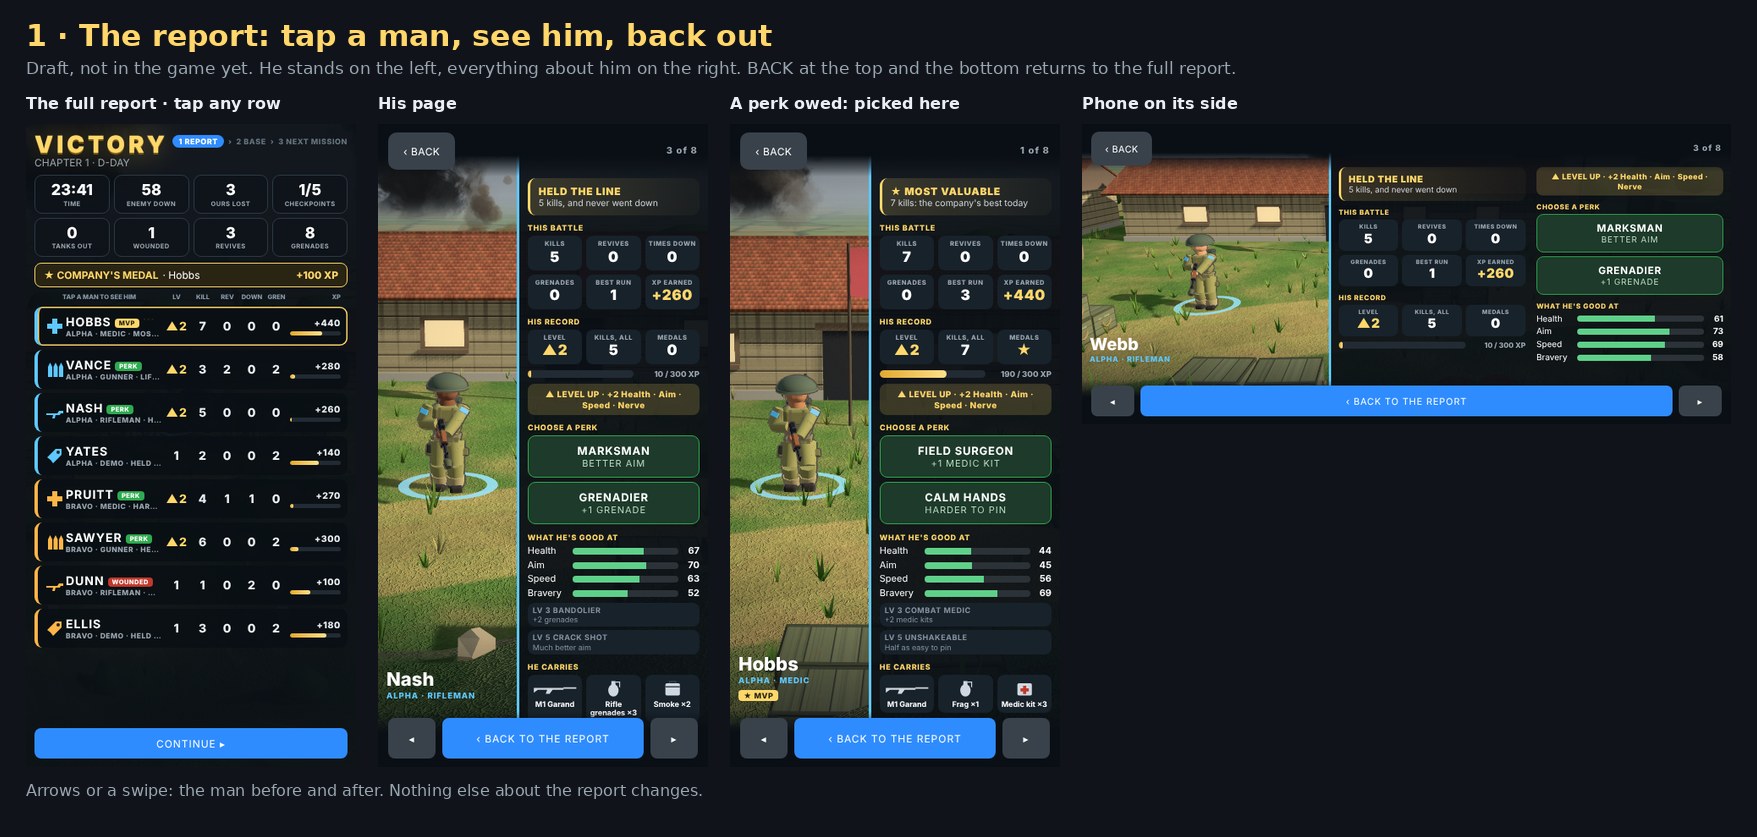 1 · The report: tap a man, see him, back out
Draft, not in the game yet. He stands on the left, everything about him on the right. BACK at the top and the bottom returns to the full report.
The full report · tap any row
VICTORY
1 REPORT › 2 BASE › 3 NEXT MISSION
CHAPTER 1 · D-DAY
23:41 58 3 1/5
TIME ENEMY DOWN OURS LOST CHECKPOINTS
0 1 3 8
TANKS OUT WOUNDED REVIVES GRENADES
★ COMPANY'S MEDAL · Hobbs +100 XP
TAP A MAN TO SEE HIM LV KILL REV DOWN GREN XP
HOBBS MVP ▲2 7 0 0 0 +440
ALPHA · MEDIC · MOS…
VANCE PERK ▲2 3 2 0 2 +280
ALPHA · GUNNER · LIF…
NASH PERK ▲2 5 0 0 0 +260
ALPHA · RIFLEMAN · H…
YATES 1 2 0 0 2 +140
ALPHA · DEMO · HELD …
PRUITT PERK ▲2 4 1 1 0 +270
BRAVO · MEDIC · HAR…
SAWYER PERK ▲2 6 0 0 2 +300
BRAVO · GUNNER · HE…
DUNN WOUNDED 1 1 0 2 0 +100
BRAVO · RIFLEMAN · …
ELLIS 1 3 0 0 2 +180
BRAVO · DEMO · HELD …
CONTINUE ▸
His page
‹ BACK
3 of 8
HELD THE LINE
5 kills, and never went down
THIS BATTLE
KILLS REVIVES TIMES DOWN
5 0 0
GRENADES BEST RUN XP EARNED
0 1 +260
HIS RECORD
LEVEL KILLS, ALL MEDALS
▲2 5 0
10 / 300 XP
▲ LEVEL UP · +2 Health · Aim ·
Speed · Nerve
CHOOSE A PERK
MARKSMAN
BETTER AIM
GRENADIER
+1 GRENADE
WHAT HE'S GOOD AT
Health 67
Aim 70
Speed 63
Bravery 52
LV 3 BANDOLIER
+2 grenades
LV 5 CRACK SHOT
Much better aim
HE CARRIES
M1 Garand
Rifle
grenades ×3
Smoke ×2
Nash
ALPHA · RIFLEMAN
◂ ‹ BACK TO THE REPORT ▸
A perk owed: picked here
‹ BACK
1 of 8
★ MOST VALUABLE
7 kills: the company's best today
THIS BATTLE
KILLS REVIVES TIMES DOWN
7 0 0
GRENADES BEST RUN XP EARNED
0 3 +440
HIS RECORD
LEVEL KILLS, ALL MEDALS
▲2 7 ★
190 / 300 XP
▲ LEVEL UP · +2 Health · Aim ·
Speed · Nerve
CHOOSE A PERK
FIELD SURGEON
+1 MEDIC KIT
CALM HANDS
HARDER TO PIN
WHAT HE'S GOOD AT
Health 44
Aim 45
Speed 56
Bravery 69
LV 3 COMBAT MEDIC
+2 medic kits
LV 5 UNSHAKEABLE
Half as easy to pin
HE CARRIES
M1 Garand Frag ×1 Medic kit ×3
Hobbs
ALPHA · MEDIC
★ MVP
◂ ‹ BACK TO THE REPORT ▸
Phone on its side
‹ BACK
3 of 8
HELD THE LINE
5 kills, and never went down
THIS BATTLE
KILLS REVIVES TIMES DOWN
5 0 0
GRENADES BEST RUN XP EARNED
0 1 +260
HIS RECORD
LEVEL KILLS, ALL MEDALS
▲2 5 0
10 / 300 XP
▲ LEVEL UP · +2 Health · Aim · Speed ·
Nerve
CHOOSE A PERK
MARKSMAN
BETTER AIM
GRENADIER
+1 GRENADE
WHAT HE'S GOOD AT
Health 61
Aim 73
Speed 69
Bravery 58
Webb
ALPHA · RIFLEMAN
◂ ‹ BACK TO THE REPORT ▸
Arrows or a swipe: the man before and after. Nothing else about the report changes.